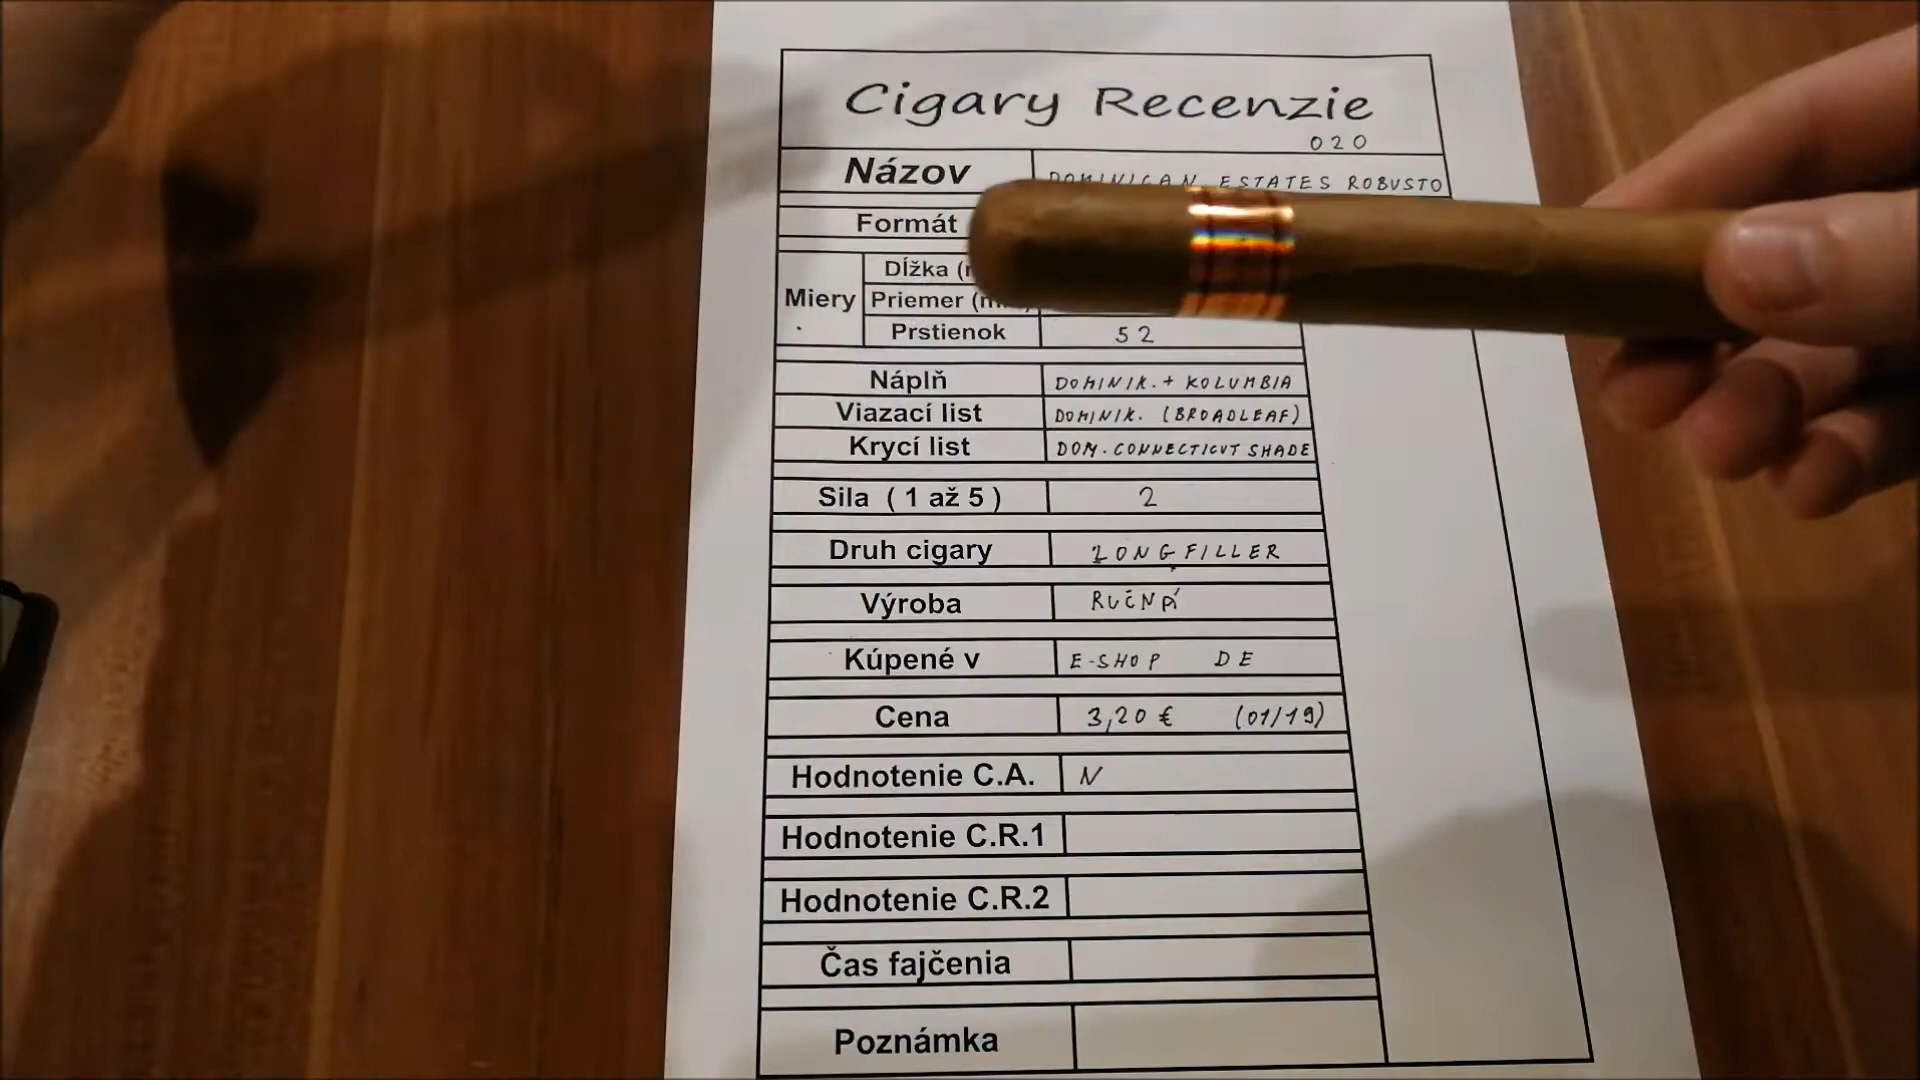 Cigary Recenzie
020
Názov DOMINICAN ESTATES ROBUSTO
Formát
Miery
Dĺžka
Priemer
Prstienok 52
Náplň DOMINIK. + KOLUMBIA
Viazací list DOMINIK. (BROADLEAF)
Krycí list DOM. CONNECTICUT SHADE
Sila ( 1 až 5 ) 2
Druh cigary LONGFILLER
Výroba RUČNÁ
Kúpené v E-SHOP DE
Cena 3,20 € (01/19)
Hodnotenie C.A. N
Hodnotenie C.R.1
Hodnotenie C.R.2
Čas fajčenia
Poznámka